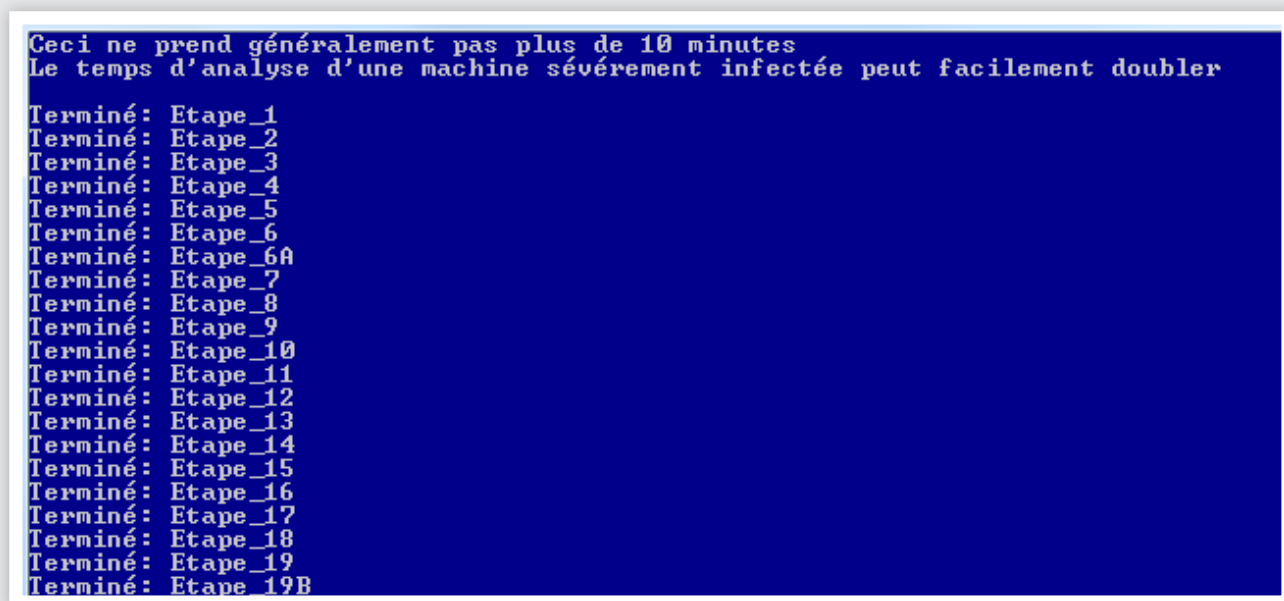 Ceci ne prend généralement pas plus de 10 minutes
Le temps d'analyse d'une machine sévérement infectée peut facilement doubler
Terminé: Etape_1
Terminé: Etape_2
Terminé: Etape_3
Terminé: Etape_4
Terminé: Etape_5
Terminé: Etape_6
Terminé: Etape_6A
Terminé: Etape_7
Terminé: Etape_8
Terminé: Etape_9
Terminé: Etape_10
Terminé: Etape_11
Terminé: Etape_12
Terminé: Etape_13
Terminé: Etape_14
Terminé: Etape_15
Terminé: Etape_16
Terminé: Etape_17
Terminé: Etape_18
Terminé: Etape_19
Terminé: Etape_19B